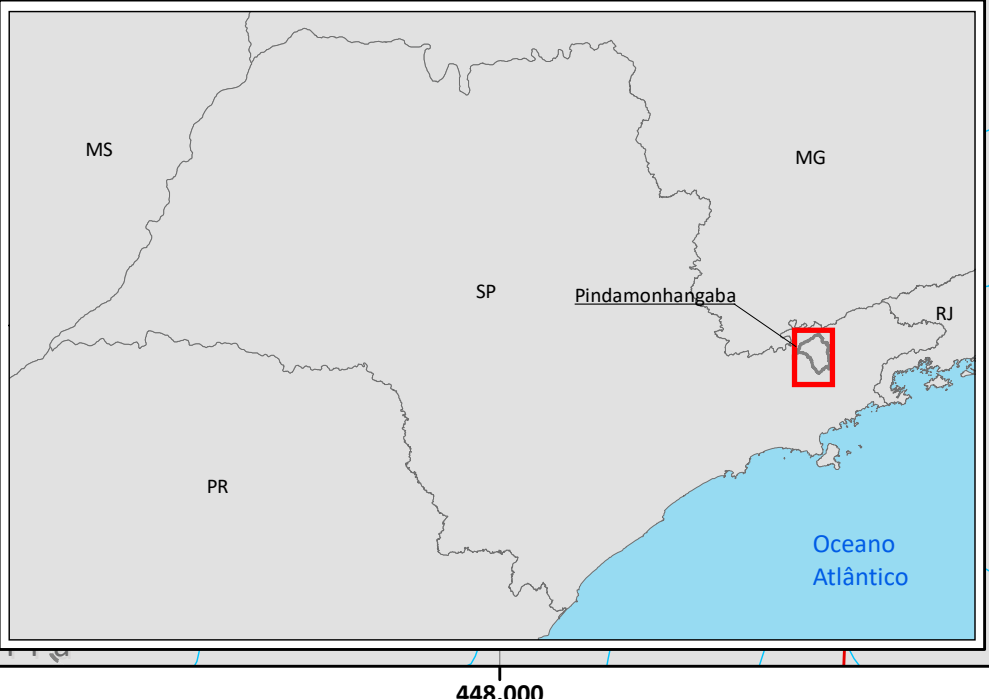 MS
MG
SP
Pindamonhangaba
RJ
PR
Oceano
Atlântico
448.000